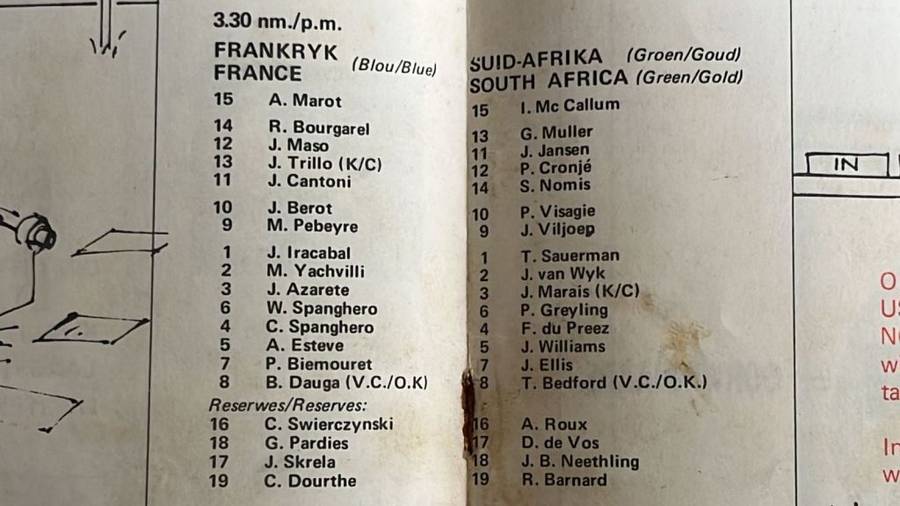 3.30 nm./p.m.
FRANKRYK
FRANCE
(Blou/Blue)
15 A. Marot
14 R. Bourgarel
12 J. Maso
13 J. Trillo (K/C)
11 J. Cantoni
10 J. Berot
9 M. Pebeyre
1 J. Iracabal
2 M. Yachvilli
3 J. Azarete
6 W. Spanghero
4 C. Spanghero
5 A. Esteve
7 P. Biemouret
8 B. Dauga (V.C./O.K)
Reserwes/Reserves:
16 C. Swierczynski
18 G. Pardies
17 J. Skrela
19 C. Dourthe
SUID-AFRIKA (Groen/Goud)
SOUTH AFRICA (Green/Gold)
15 I. Mc Callum
13 G. Muller
11 J. Jansen
12 P. Cronjé
14 S. Nomis
10 P. Visagie
9 J. Viljoen
1 T. Sauerman
2 J. van Wyk
3 J. Marais (K/C)
6 P. Greyling
4 F. du Preez
5 J. Williams
7 J. Ellis
8 T. Bedford (V.C./O.K.)
16 A. Roux
17 D. de Vos
18 J. B. Neethling
19 R. Barnard
IN